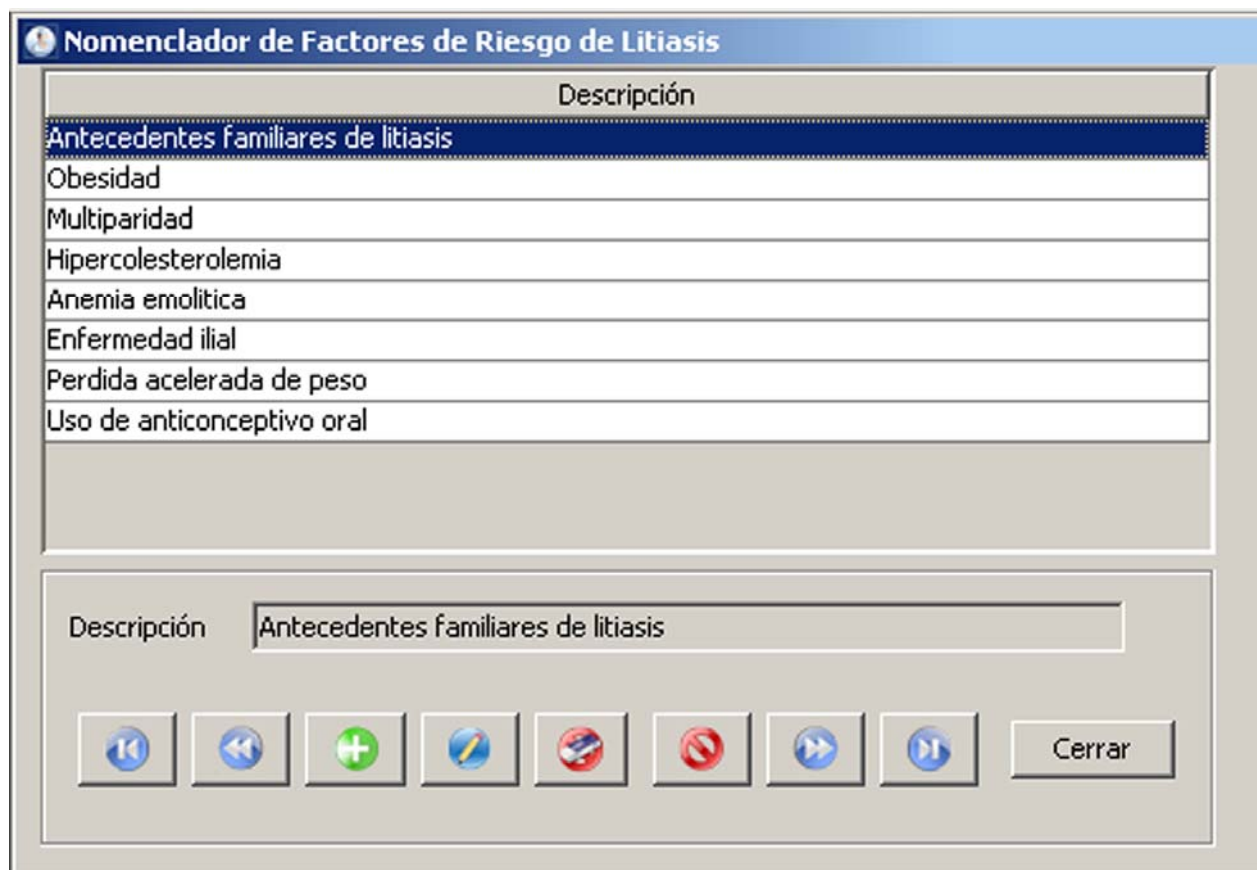 Nomenclador de Factores de Riesgo de Litiasis
Descripción
Antecedentes familiares de litiasis
Obesidad
Multiparidad
Hipercolesterolemia
Anemia emolitica
Enfermedad ilial
Perdida acelerada de peso
Uso de anticonceptivo oral
Descripción Antecedentes familiares de litiasis
Cerrar